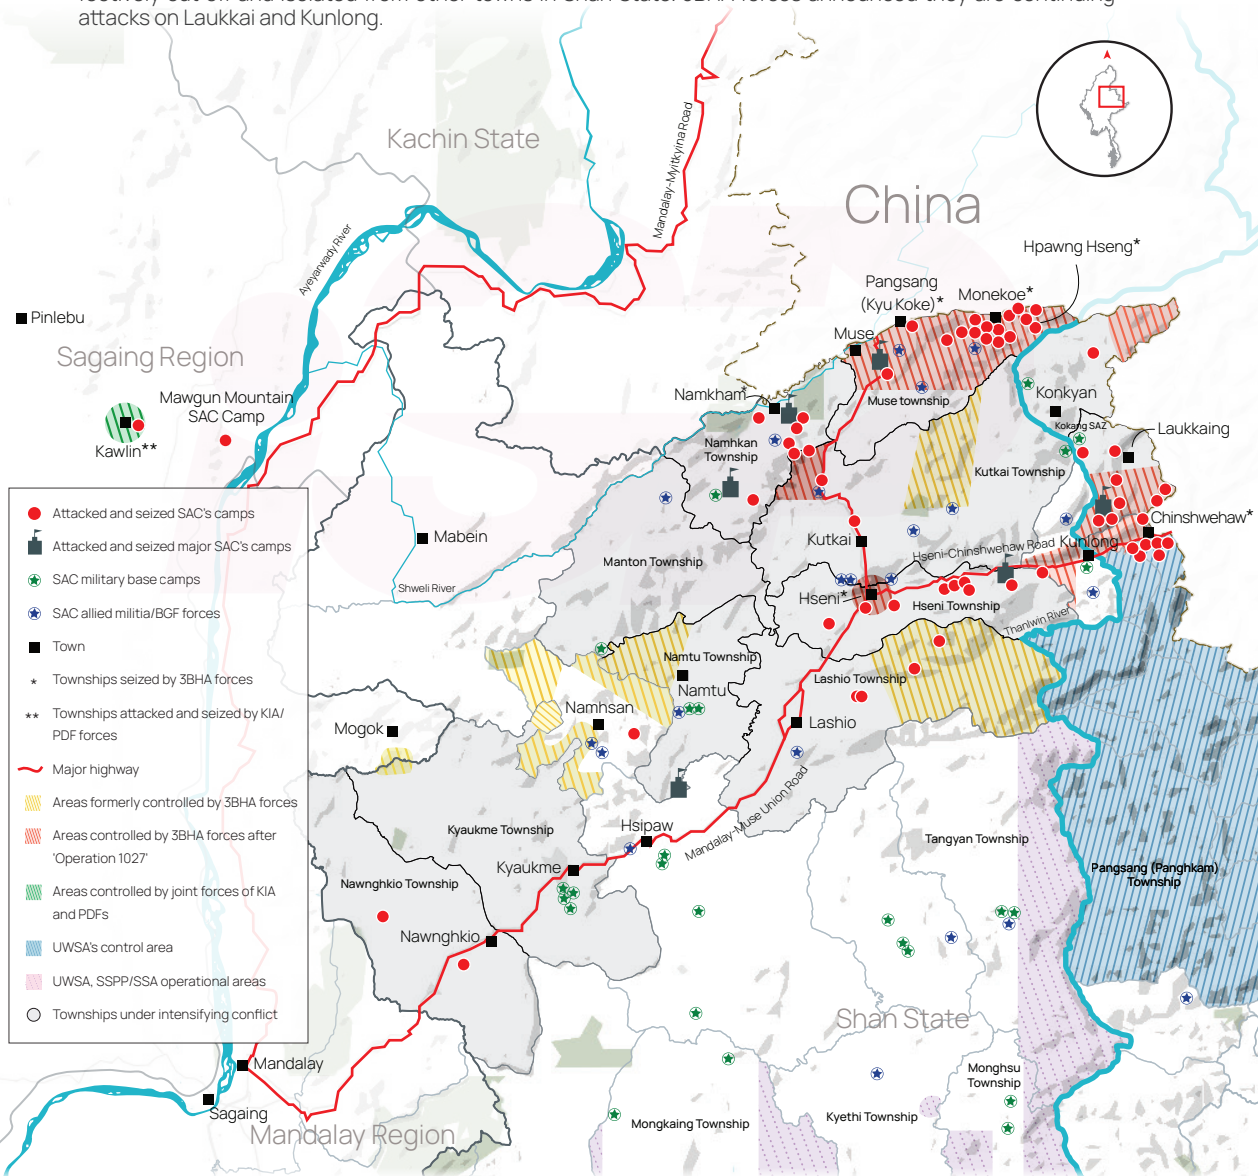 attacks on Laukkai and Kunlong.
Kachin State
Mandalay-Myitkyina Road
China
Ayeyarwady River
Hpawng Hseng*
Pangsang
(Kyu Koke)*
Monekoe*
Pinlebu
Muse
Sagaing Region
Mawgun Mountain
SAC Camp
Namkham*
Muse township
Konkyan
Kokang SAZ
Laukkaing
Kawlin**
Namhkan
Township
Kutkai Township
Attacked and seized SAC's camps
Attacked and seized major SAC's camps
SAC military base camps
SAC allied militia/BGF forces
Town
* Townships seized by 3BHA forces
** Townships attacked and seized by KIA/
PDF forces
Major highway
Areas formerly controlled by 3BHA forces
Areas controlled by 3BHA forces after
'Operation 1027'
Areas controlled by joint forces of KIA
and PDFs
UWSA's control area
UWSA, SSPP/SSA operational areas
Townships under intensifying conflict
Chinshwehaw*
Mabein
Kutkai
Hseni-Chinshwehaw Road
Kunlong
Manton Township
Shweli River
Hseni*
Hseni Township
Thanlwin River
Namtu Township
Namtu
Lashio Township
Namhsan
Mogok
Lashio
Mandalay-Muse Union Road
Kyaukme Township
Hsipaw
Tangyan Township
Kyaukme
Pangsang (Panghkam)
Township
Nawnghkio Township
Nawnghkio
Shan State
Mandalay
Monghsu
Township
Sagaing
Mandalay Region
Mongkaing Township
Kyethi Township